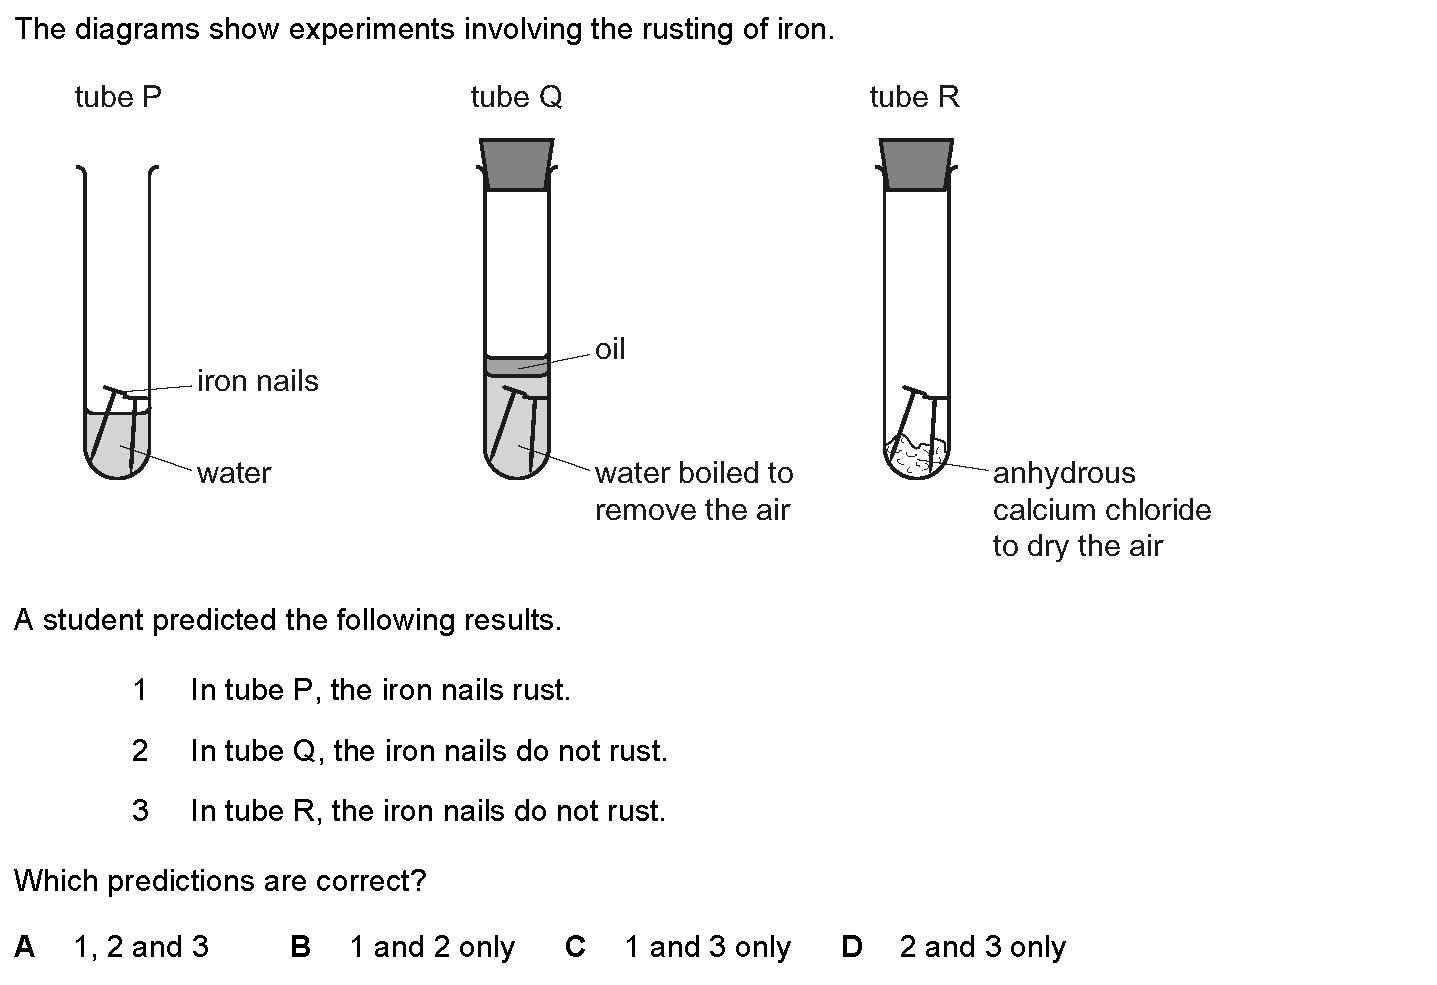 The diagrams show experiments involving the rusting of iron.
tube P
tube Q
tube R
iron nails
water
oil
water boiled to
remove the air
anhydrous
calcium chloride
to dry the air
A student predicted the following results.
1 In tube P, the iron nails rust.
2 In tube Q, the iron nails do not rust.
3 In tube R, the iron nails do not rust.
Which predictions are correct?
A 1, 2 and 3 B 1 and 2 only C 1 and 3 only D 2 and 3 only